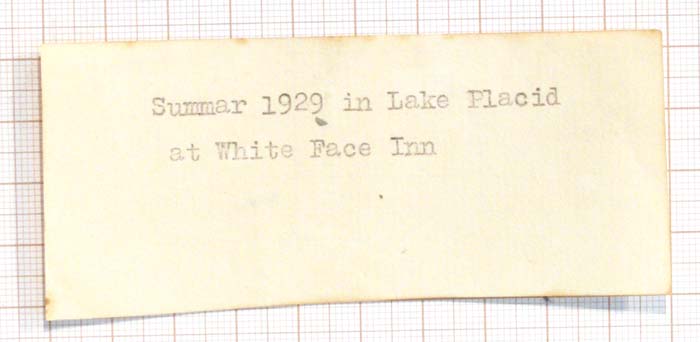 Summar 1929 in Lake Placid
at White Face Inn